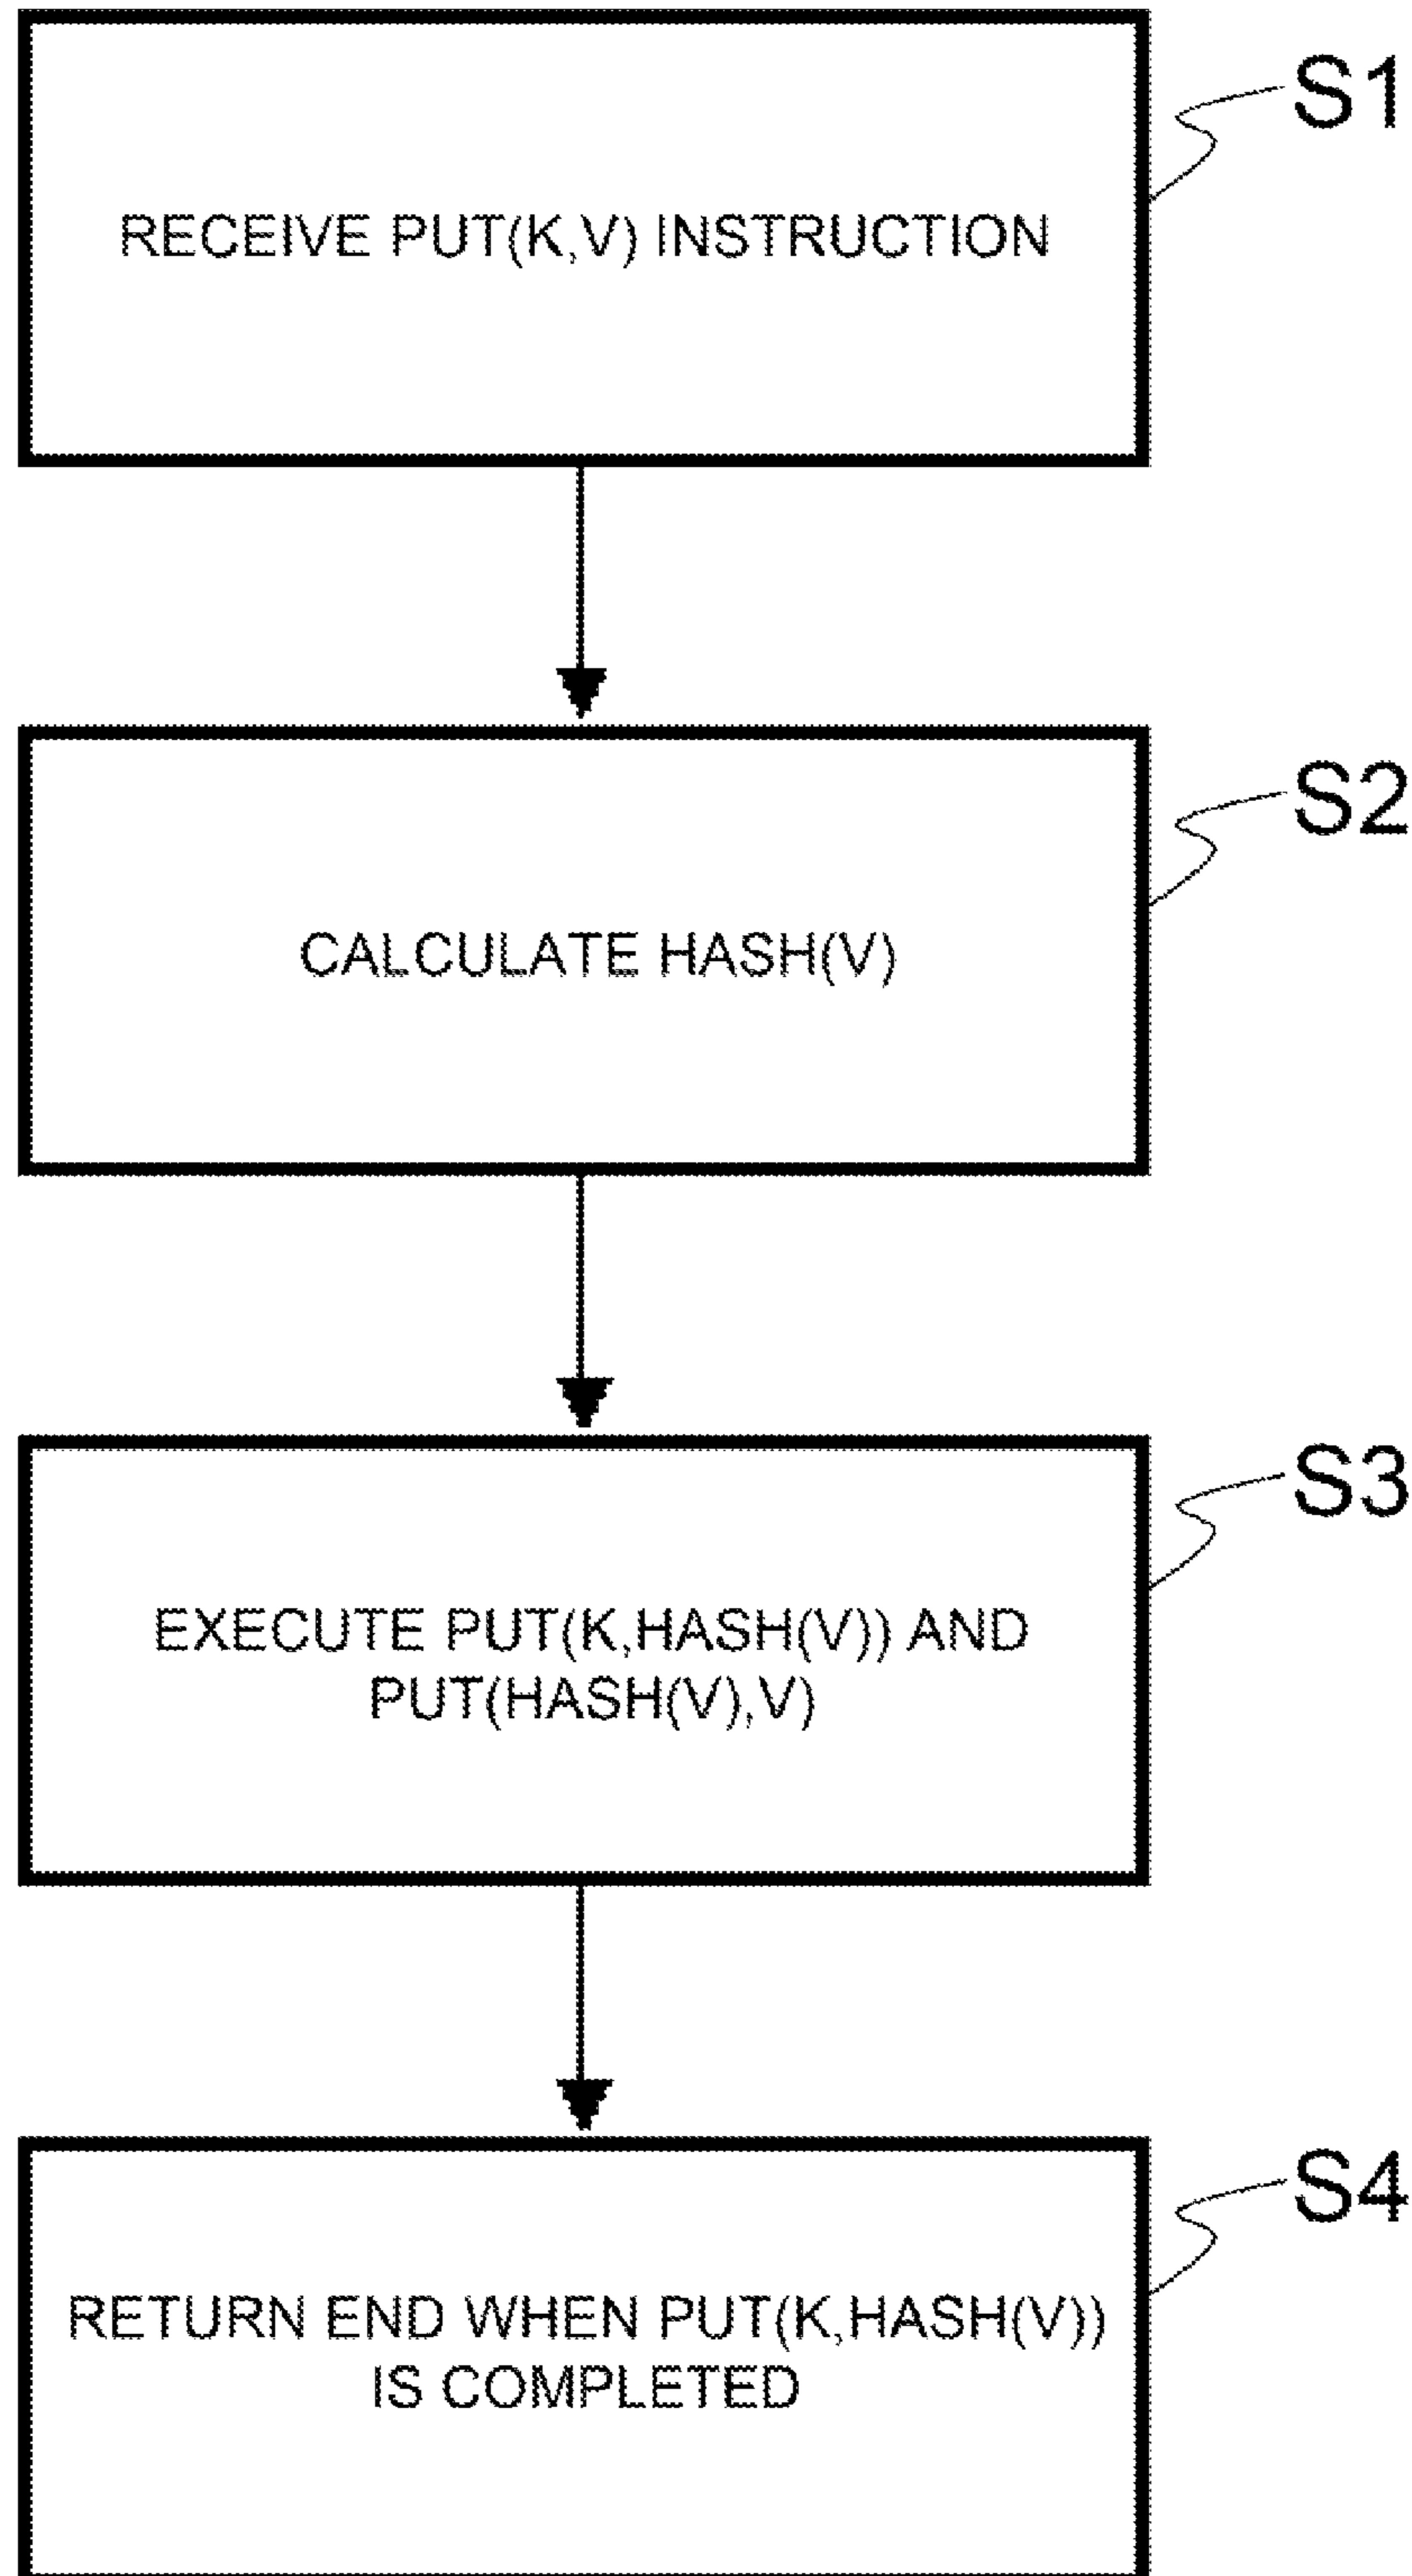 S1
RECEIVE PUT(K,V) INSTRUCTION
S2
CALCULATE HASH(V)
S3
EXECUTE PUT(K,HASH(V)) AND
PUT(HASH(V),V)
S4
RETURN END WHEN PUT(K,HASH(V))
IS COMPLETED